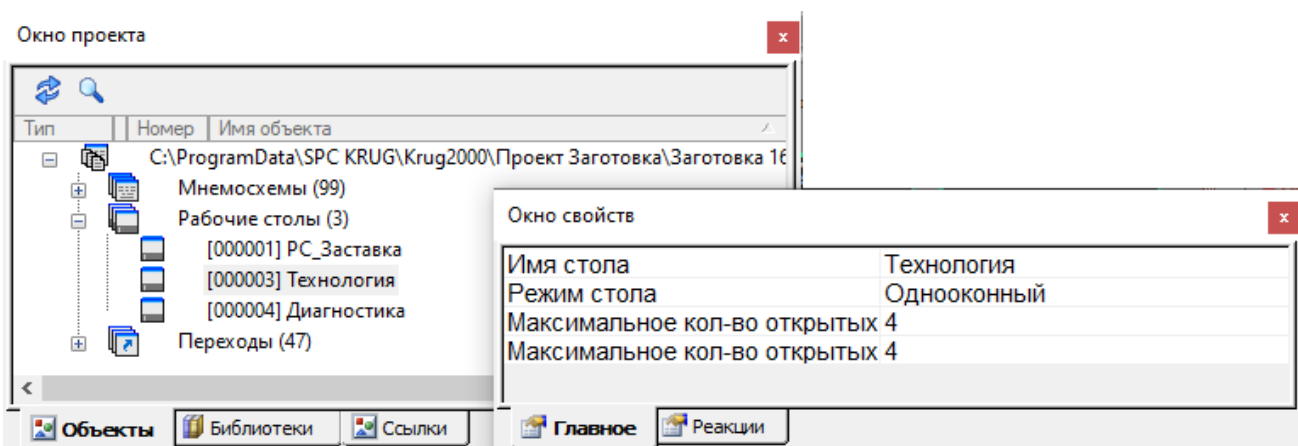 Окно проекта
x
Тип Номер Имя объекта
C:\ProgramData\SPC KRUG\Krug2000\Проект Заготовка\Заготовка 16
Мнемосхемы (99)
Рабочие столы (3)
[000001] РС_Заставка
[000003] Технология
[000004] Диагностика
Переходы (47)
Объекты Библиотеки Ссылки
Окно свойств
x
Имя стола Технология
Режим стола Однооконный
Максимальное кол-во открытых 4
Максимальное кол-во открытых 4
Главное Реакции